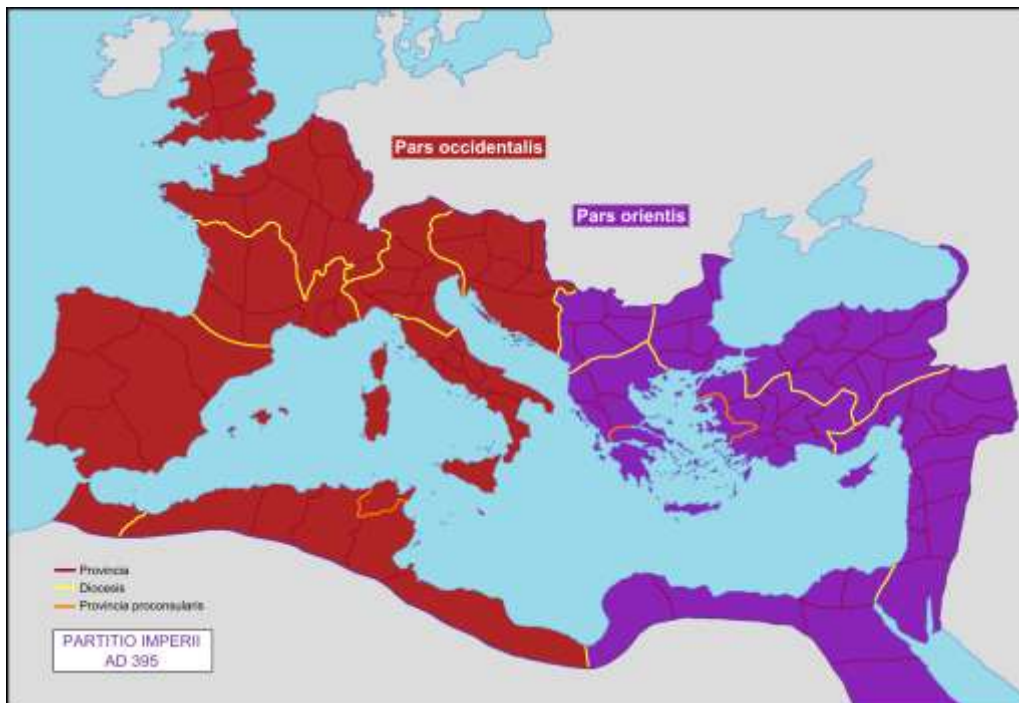 Pars occidentalis
Pars orientis
Provincia
Diocesis
Provincia proconsularis
PARTITIO IMPERII
AD 395